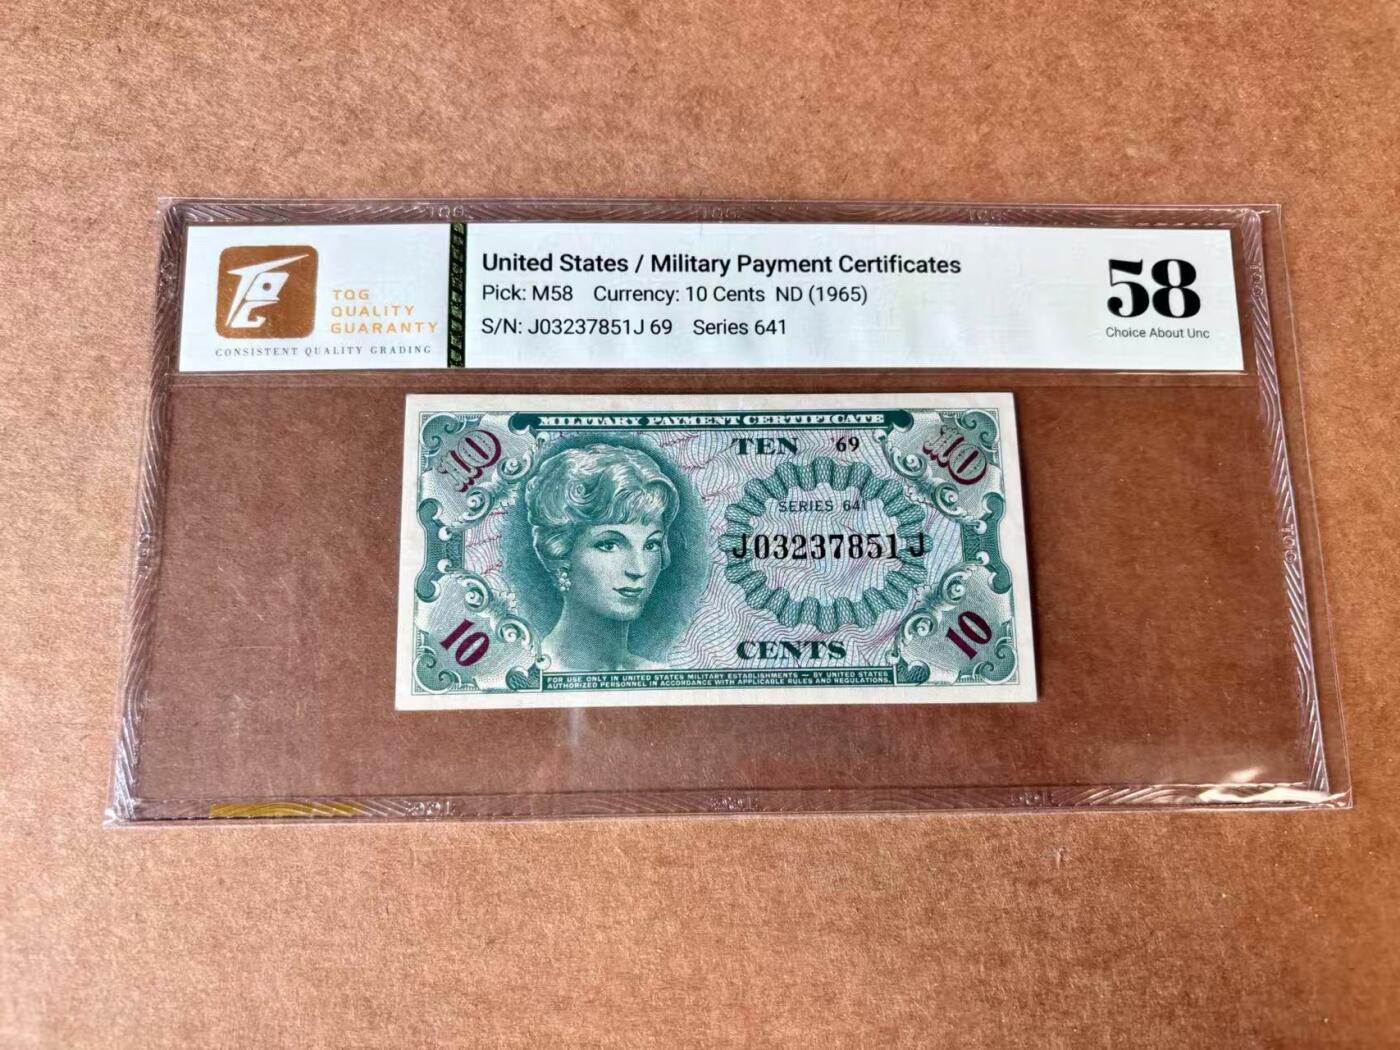 TQG
QUALITY
GUARANTY
CONSISTENT QUALITY GRADING
United States / Military Payment Certificates
Pick: M58 Currency: 10 Cents ND (1965)
S/N: J03237851J 69 Series 641
58
Choice About Unc
MILITARY PAYMENT CERTIFICATE
10
TEN 69
10
SERIES 641
J03237851J
10
CENTS
10
FOR USE ONLY IN UNITED STATES MILITARY ESTABLISHMENTS — BY UNITED STATES
AUTHORIZED PERSONNEL IN ACCORDANCE WITH APPLICABLE RULES AND REGULATIONS.